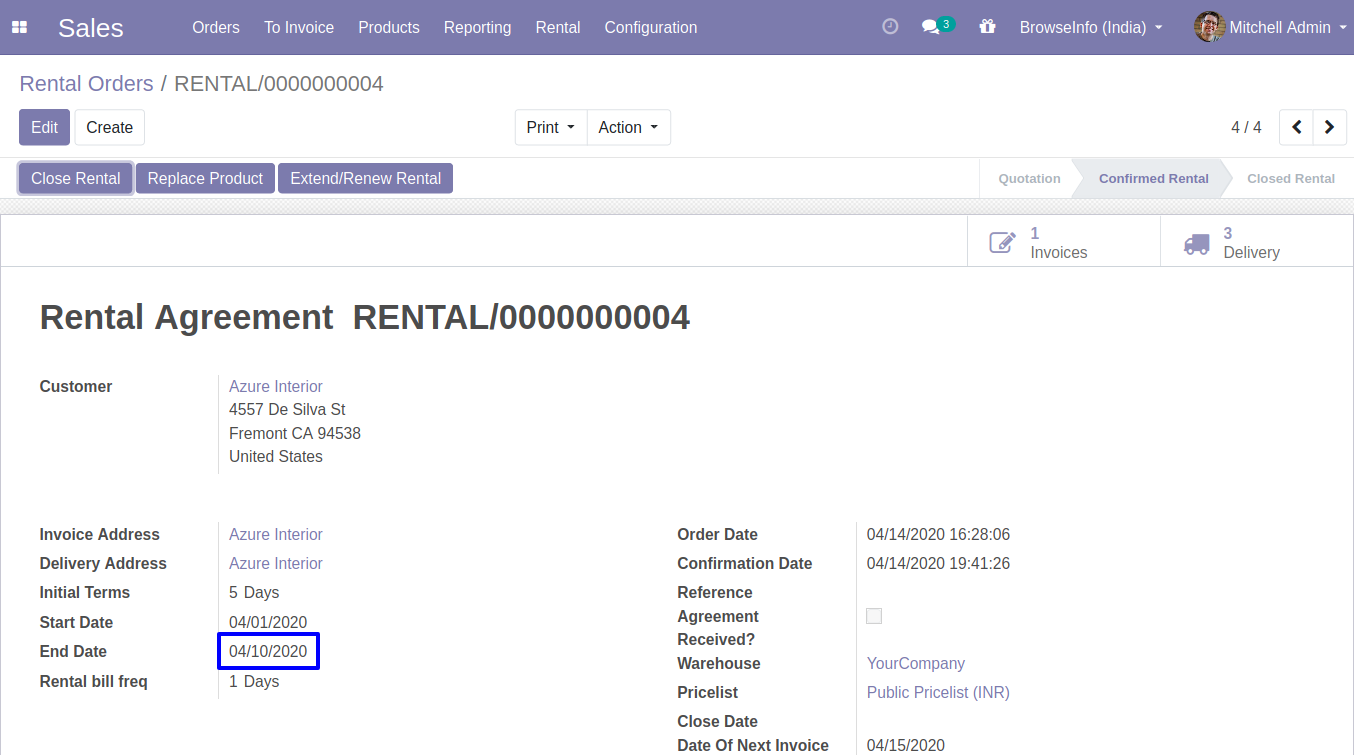 Sales Orders To Invoice Products Reporting Rental Configuration 3 BrowseInfo (India) Mitchell Admin
Rental Orders / RENTAL/0000000004
Edit Create Print Action 4 / 4
Close Rental Replace Product Extend/Renew Rental Quotation Confirmed Rental Closed Rental
1 Invoices
3 Delivery
Rental Agreement RENTAL/0000000004
Customer Azure Interior
4557 De Silva St
Fremont CA 94538
United States
Invoice Address Azure Interior
Delivery Address Azure Interior
Initial Terms 5 Days
Start Date 04/01/2020
End Date 04/10/2020
Rental bill freq 1 Days
Order Date 04/14/2020 16:28:06
Confirmation Date 04/14/2020 19:41:26
Reference
Agreement
Received?
Warehouse YourCompany
Pricelist Public Pricelist (INR)
Close Date
Date Of Next Invoice 04/15/2020